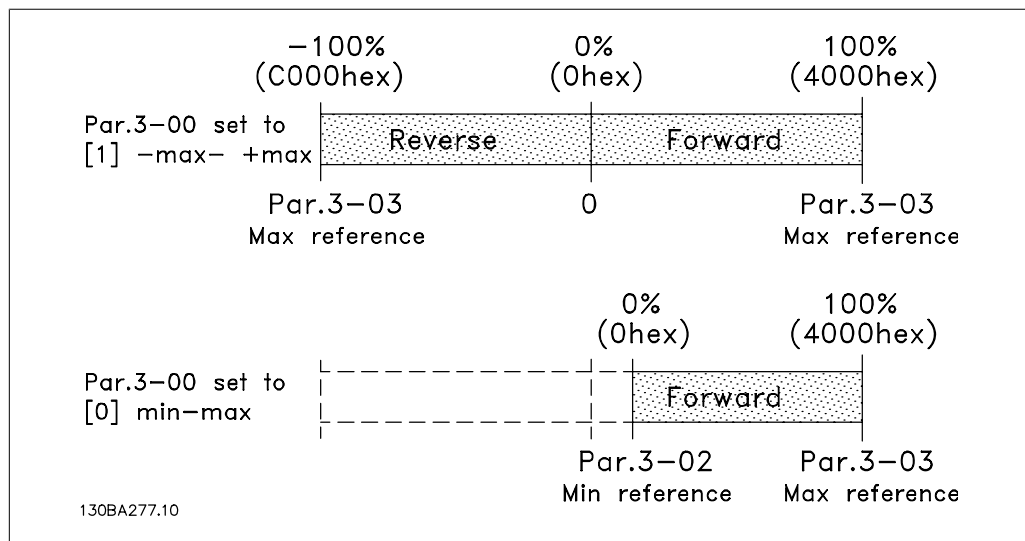 -100%
(C000hex)
0%
(0hex)
100%
(4000hex)
Par.3-00 set to
[1] -max- +max
Reverse
Forward
Par.3-03
Max reference
0
Par.3-03
Max reference
0%
(0hex)
100%
(4000hex)
Par.3-00 set to
[0] min-max
Forward
Par.3-02
Min reference
Par.3-03
Max reference
130BA277.10